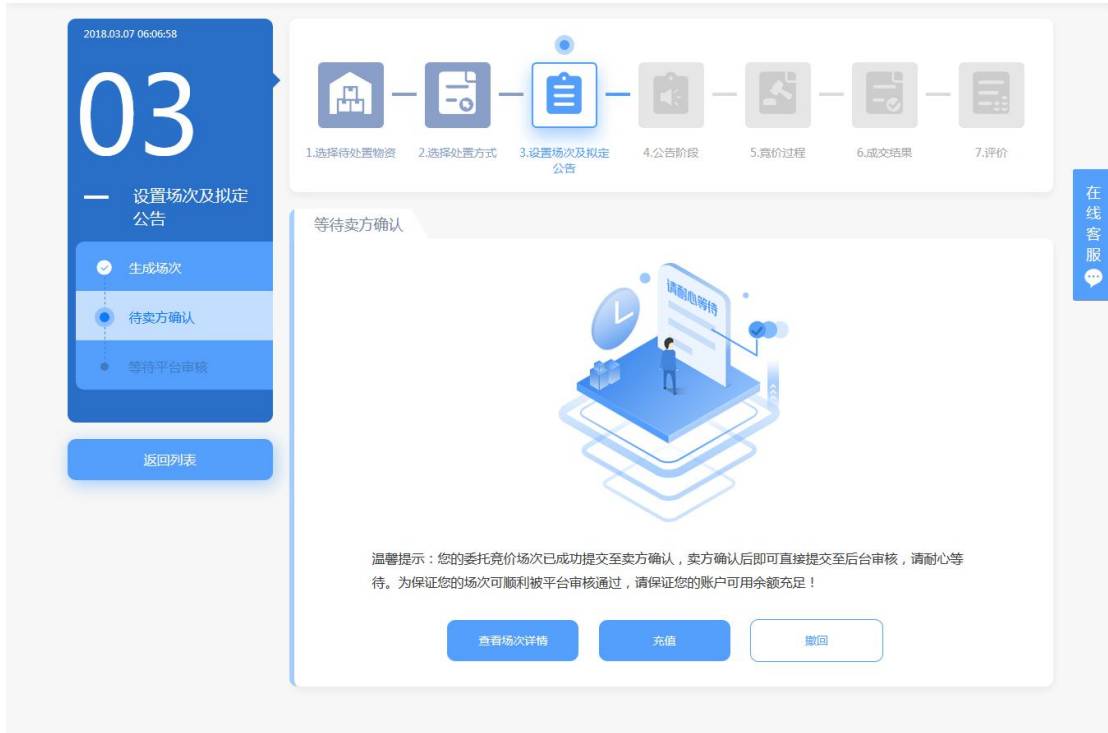 2018.03.07 06:06:58
03
设置场次及拟定
公告
生成场次
待卖方确认
等待平台审核
返回列表
1.选择待处置物资
2.选择处置方式
3.设置场次及拟定
公告
4.公告阶段
5.竞价过程
6.成交结果
7.评价
等待卖方确认
请耐心等待
温馨提示：您的委托竞价场次已成功提交至卖方确认，卖方确认后即可直接提交至后台审核，请耐心等
待。为保证您的场次可顺利被平台审核通过，请保证您的账户可用余额充足！
查看场次详情
充值
撤回
在线客服